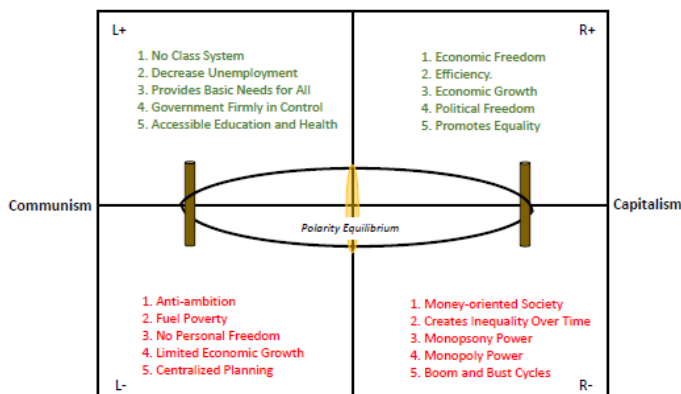 L+
R+
1. No Class System
2. Decrease Unemployment
3. Provides Basic Needs for All
4. Government Firmly in Control
5. Accessible Education and Health
1. Economic Freedom
2. Efficiency.
3. Economic Growth
4. Political Freedom
5. Promotes Equality
Communism
Capitalism
Polarity Equilibrium
1. Anti-ambition
2. Fuel Poverty
3. No Personal Freedom
4. Limited Economic Growth
5. Centralized Planning
1. Money-oriented Society
2. Creates Inequality Over Time
3. Monopsony Power
4. Monopoly Power
5. Boom and Bust Cycles
L-
R-